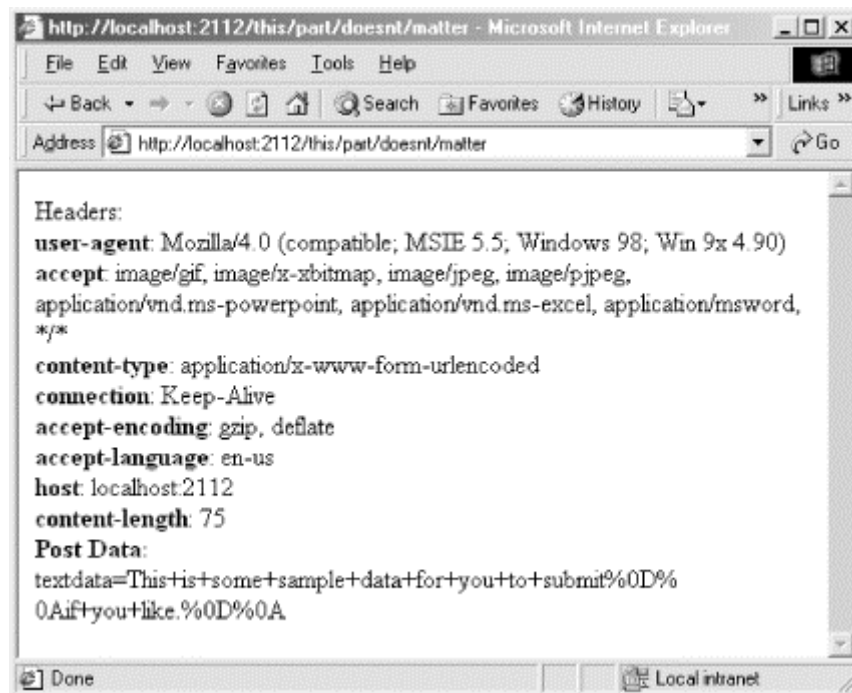 http://localhost:2112/this/part/doesnt/matter - Microsoft Internet Explorer
File Edit View Favorites Tools Help
Back Search Favorites History » Links »
Address http://localhost:2112/this/part/doesnt/matter Go
Headers:
user-agent: Mozilla/4.0 (compatible; MSIE 5.5; Windows 98; Win 9x 4.90)
accept: image/gif, image/x-xbitmap, image/jpeg, image/pjpeg,
application/vnd.ms-powerpoint, application/vnd.ms-excel, application/msword,
*/*
content-type: application/x-www-form-urlencoded
connection: Keep-Alive
accept-encoding: gzip, deflate
accept-language: en-us
host: localhost:2112
content-length: 75
Post Data:
textdata=This+is+some+sample+data+for+you+to+submit%0D%
0Aif+you+like.%0D%0A
Done Local intranet